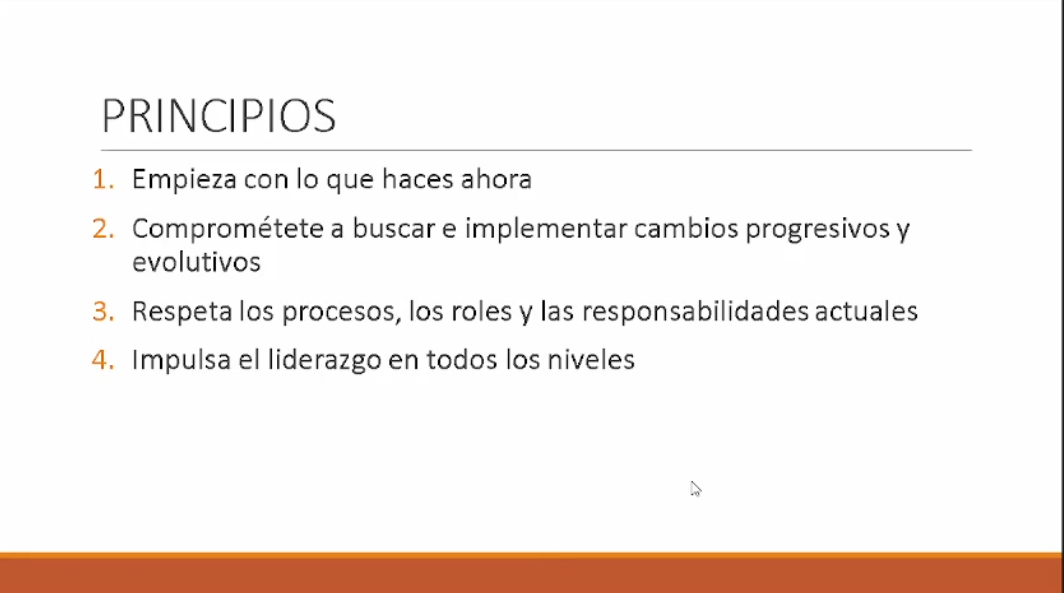 PRINCIPIOS
1. Empieza con lo que haces ahora
2. Comprométete a buscar e implementar cambios progresivos y
evolutivos
3. Respeta los procesos, los roles y las responsabilidades actuales
4. Impulsa el liderazgo en todos los niveles